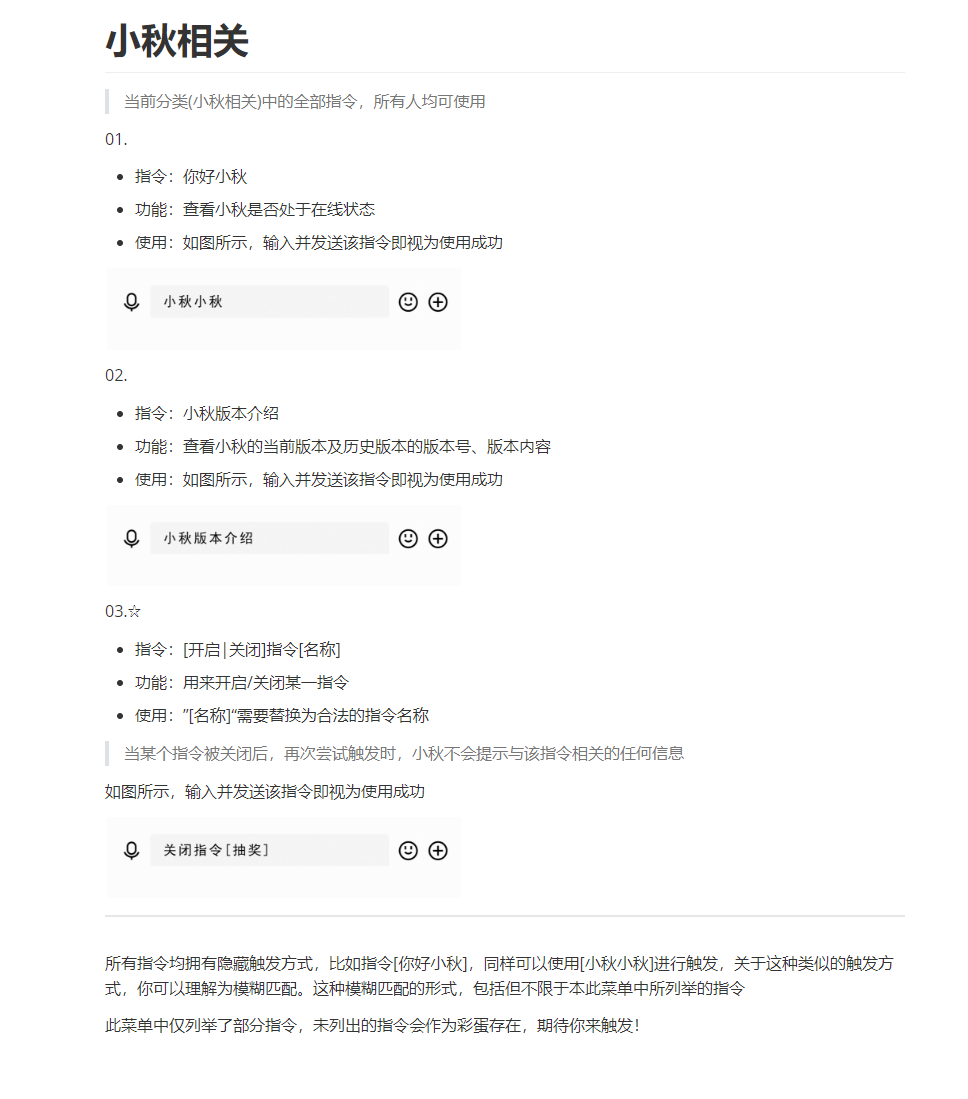 小秋相关
当前分类(小秋相关)中的全部指令，所有人均可使用
01.
指令：你好小秋
功能：查看小秋是否处于在线状态
使用：如图所示，输入并发送该指令即视为使用成功
小秋小秋
02.
指令：小秋版本介绍
功能：查看小秋的当前版本及历史版本的版本号、版本内容
使用：如图所示，输入并发送该指令即视为使用成功
小秋版本介绍
03.☆
指令：[开启|关闭]指令[名称]
功能：用来开启/关闭某一指令
使用：”[名称]“需要替换为合法的指令名称
当某个指令被关闭后，再次尝试触发时，小秋不会提示与该指令相关的任何信息
如图所示，输入并发送该指令即视为使用成功
关闭指令[抽奖]
所有指令均拥有隐藏触发方式，比如指令[你好小秋]，同样可以使用[小秋小秋]进行触发，关于这种类似的触发方
式，你可以理解为模糊匹配。这种模糊匹配的形式，包括但不限于本此菜单中所列举的指令
此菜单中仅列举了部分指令，未列出的指令会作为彩蛋存在，期待你来触发！